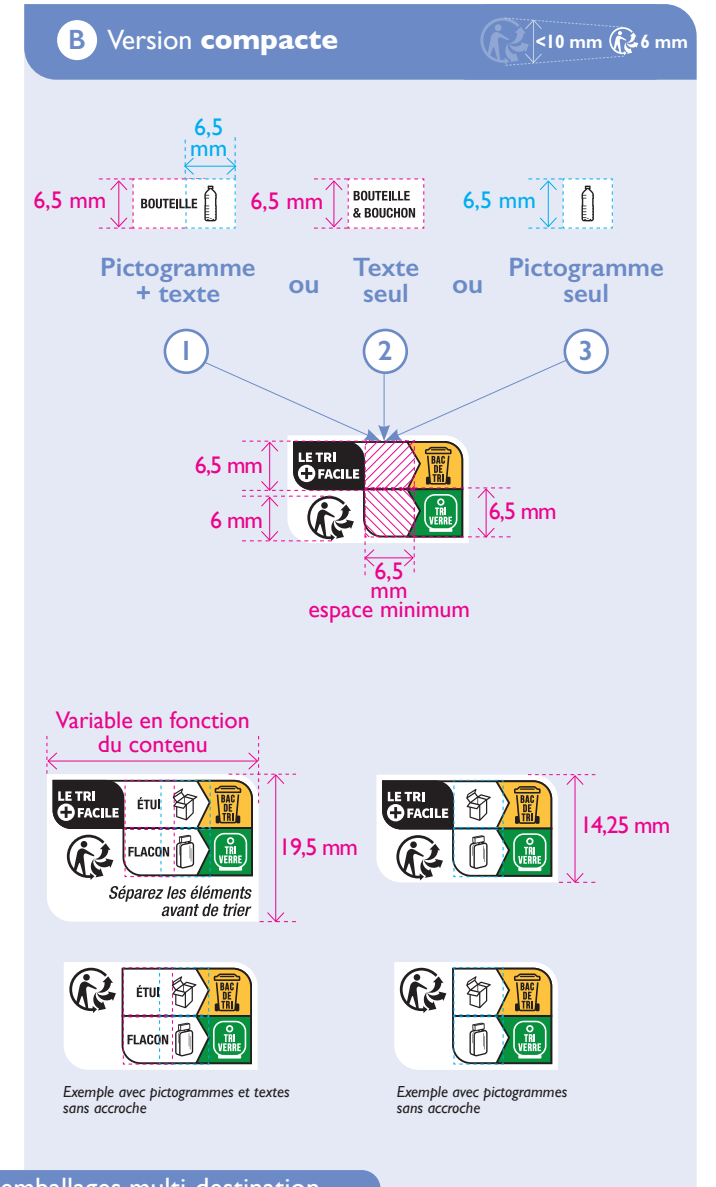 B Version compacte
<10 mm 6 mm
6,5
mm
6,5 mm
BOUTEILLE
6,5 mm
BOUTEILLE
& BOUCHON
6,5 mm
Pictogramme
+ texte
ou
Texte
seul
ou
Pictogramme
seul
1
2
3
6,5 mm
LE TRI
+ FACILE
BAC
DE
TRI
6 mm
TRI
VERRE
6,5 mm
6,5
mm
espace minimum
Variable en fonction
du contenu
LE TRI
+ FACILE
ÉTUI
BAC
DE
TRI
FLACON
TRI
VERRE
Séparez les éléments
avant de trier
19,5 mm
LE TRI
+ FACILE
BAC
DE
TRI
TRI
VERRE
14,25 mm
ÉTUI
BAC
DE
TRI
FLACON
TRI
VERRE
Exemple avec pictogrammes et textes
sans accroche
BAC
DE
TRI
TRI
VERRE
Exemple avec pictogrammes
sans accroche
emballages multi-destination